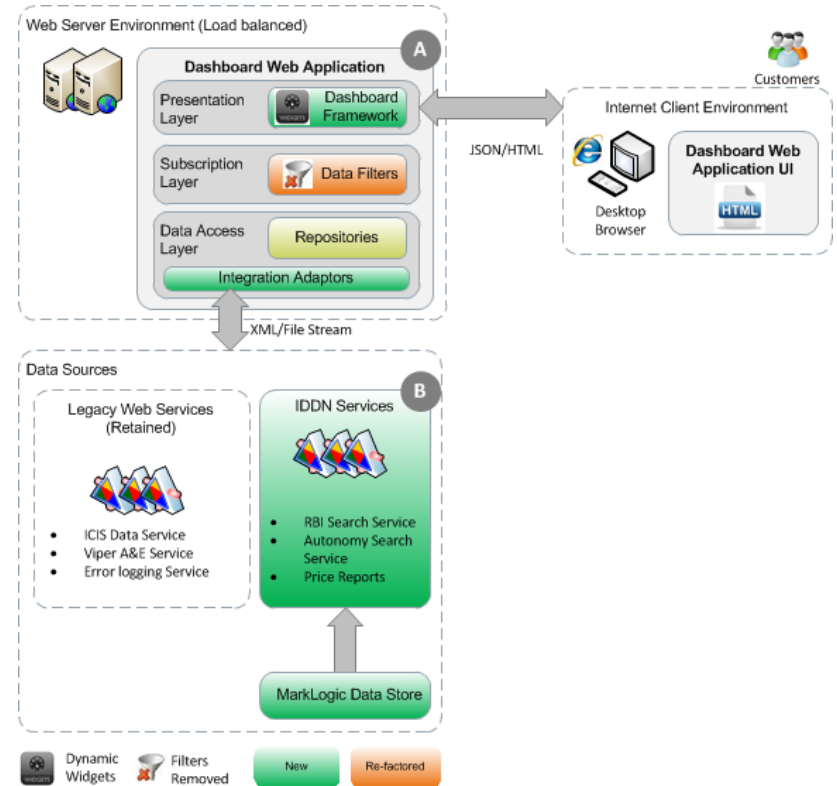 Web Server Environment (Load balanced)
A
Dashboard Web Application
Presentation
Layer
WIDGETS
Dashboard
Framework
Subscription
Layer
Data Filters
Data Access
Layer
Repositories
Integration Adaptors
JSON/HTML
Customers
Internet Client Environment
Desktop
Browser
Dashboard Web
Application UI
HTML
XML/File Stream
Data Sources
B
Legacy Web Services
(Retained)
• ICIS Data Service
• Viper A&E Service
• Error logging Service
IDDN Services
• RBI Search Service
• Autonomy Search
Service
• Price Reports
MarkLogic Data Store
WIDGETS
Dynamic
Widgets
Filters
Removed
New
Re-factored